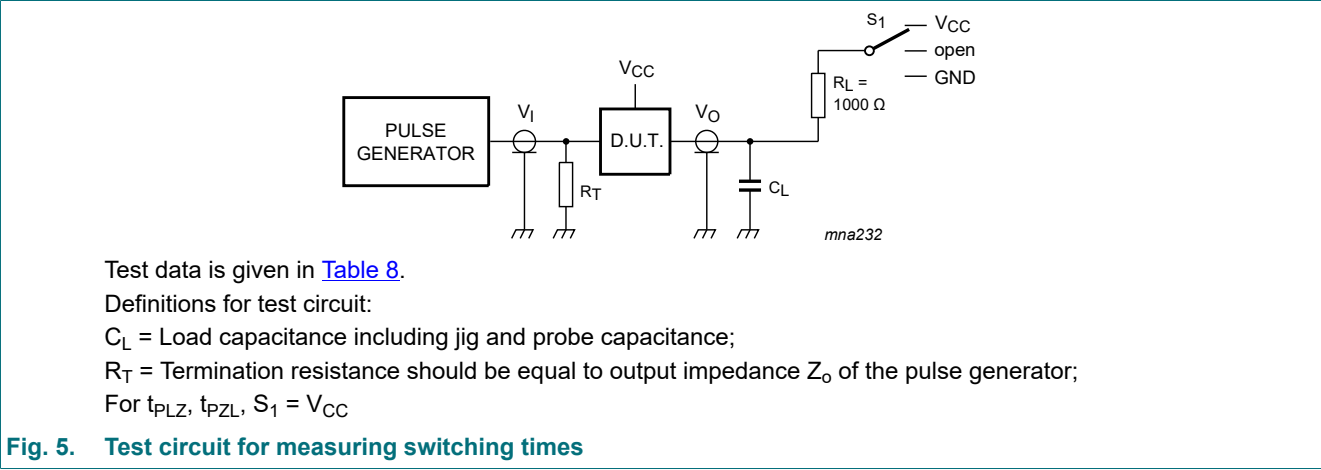 S1
VCC
open
GND
RL =
1000 Ω
VCC
VI
VO
PULSE
GENERATOR
D.U.T.
RT
CL
mna232
Test data is given in Table 8.
Definitions for test circuit:
CL = Load capacitance including jig and probe capacitance;
RT = Termination resistance should be equal to output impedance Zo of the pulse generator;
For tPLZ, tPZL, S1 = VCC
Fig. 5. Test circuit for measuring switching times